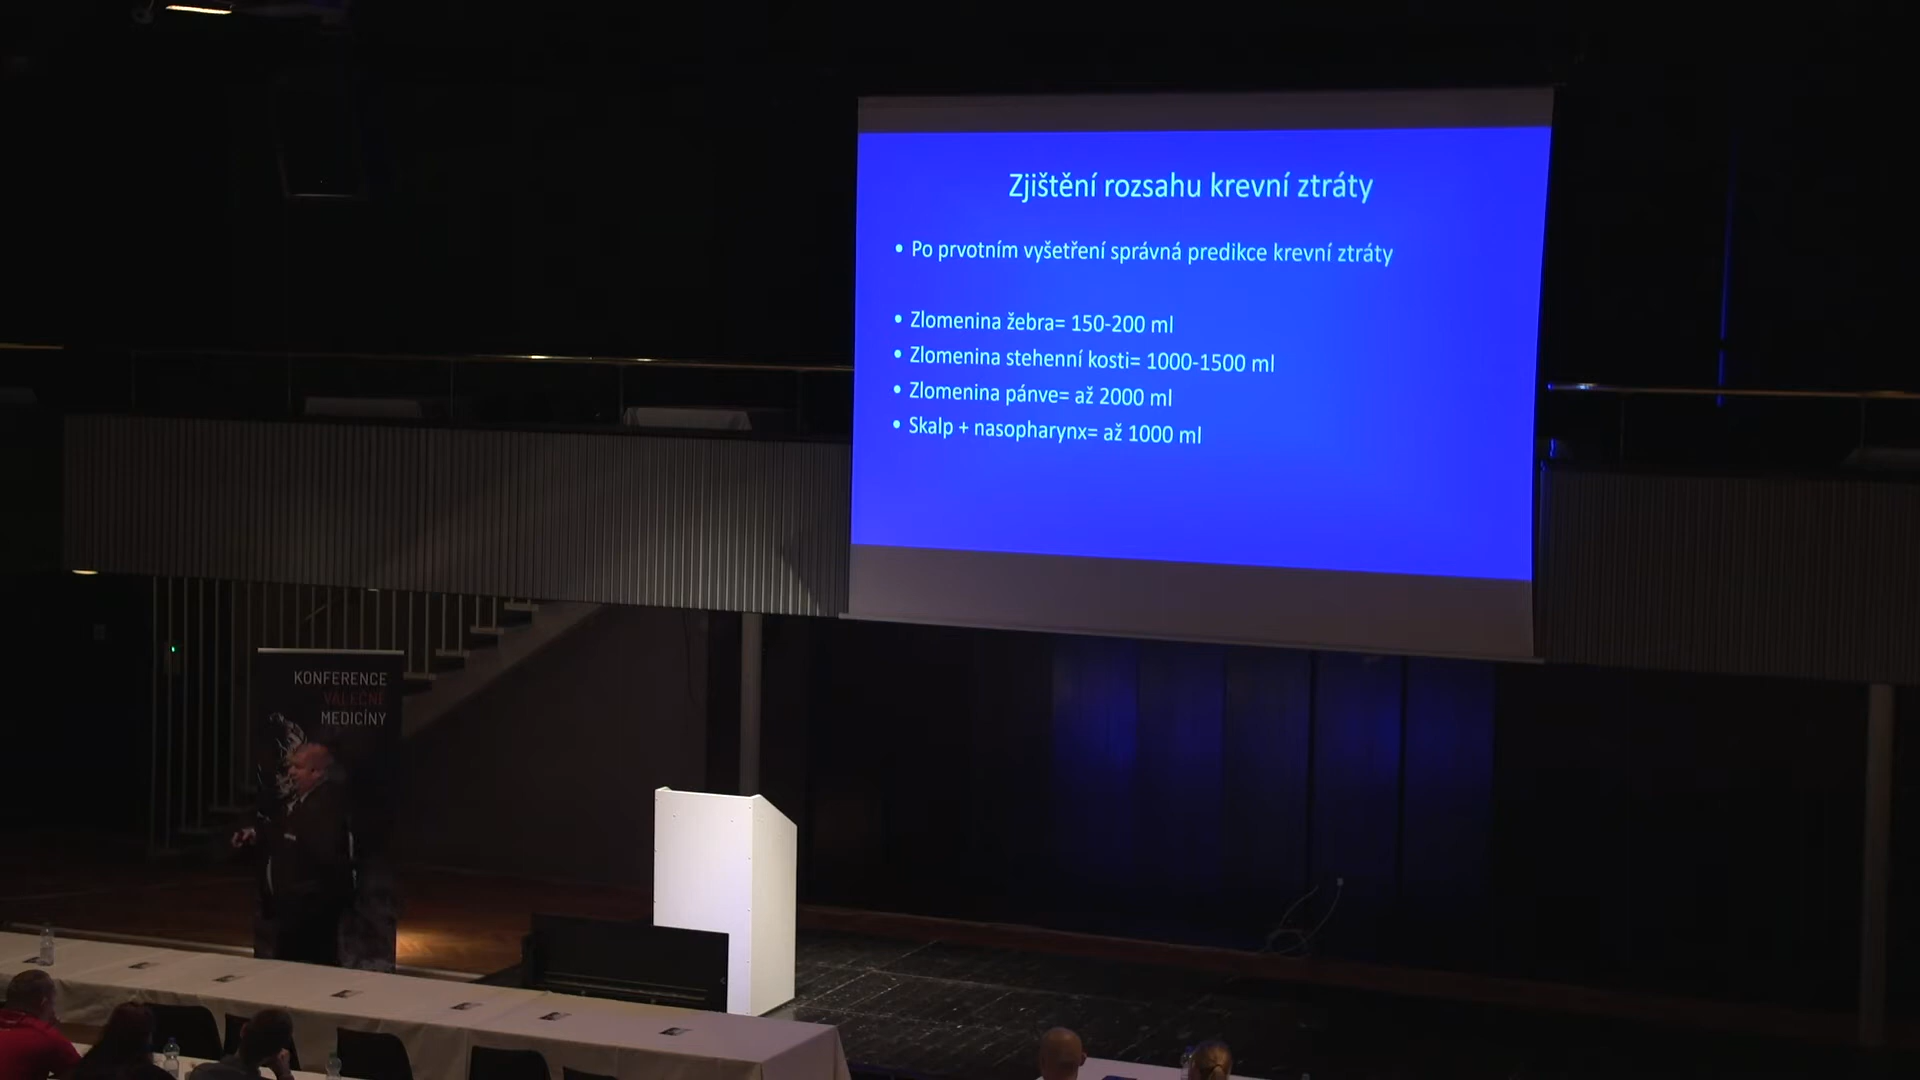 Zjištění rozsahu krevní ztráty
• Po prvotním vyšetření správná predikce krevní ztráty
• Zlomenina žebra= 150-200 ml
• Zlomenina stehenní kosti= 1000-1500 ml
• Zlomenina pánve= až 2000 ml
• Skalp + nasopharynx= až 1000 ml
KONFERENCE
VÁLEČNÉ
MEDICÍNY